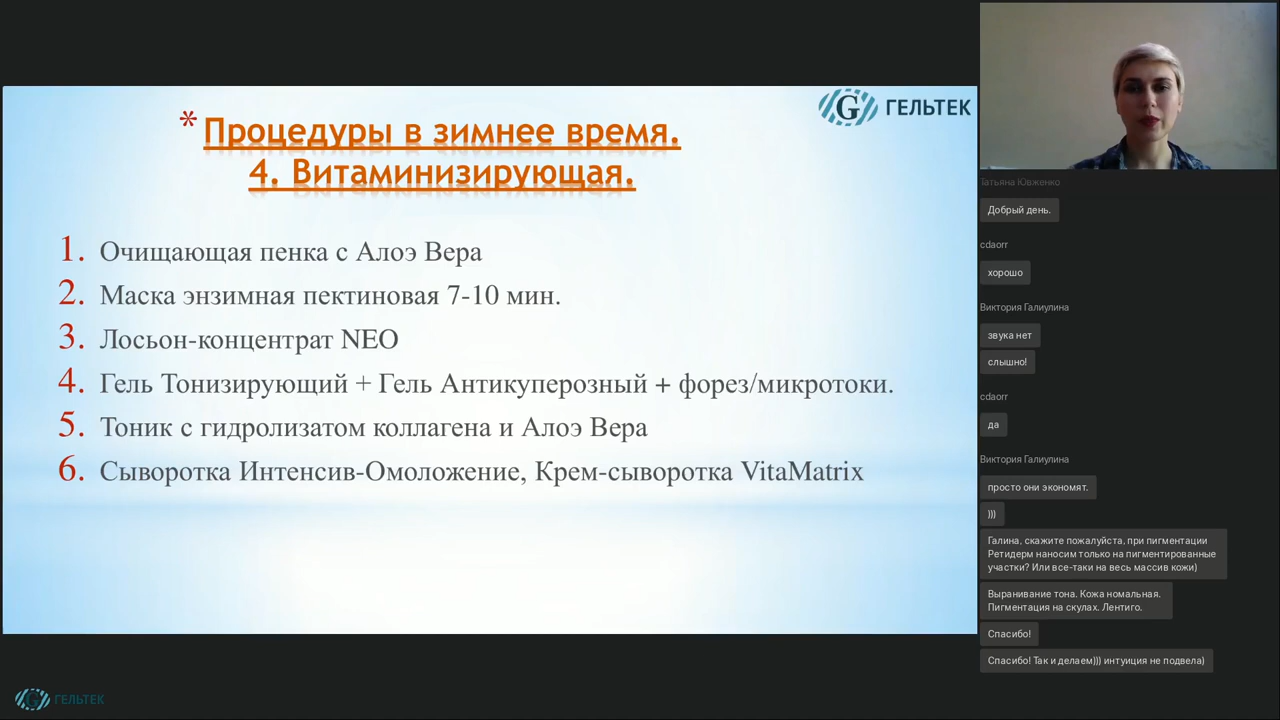 ГЕЛЬТЕК
* Процедуры в зимнее время.
4. Витаминизирующая.
1. Очищающая пенка с Алоэ Вера
2. Маска энзимная пектиновая 7-10 мин.
3. Лосьон-концентрат NEO
4. Гель Тонизирующий + Гель Антикуперозный + форез/микротоки.
5. Тоник с гидролизатом коллагена и Алоэ Вера
6. Сыворотка Интенсив-Омоложение, Крем-сыворотка VitaMatrix
Татьяна Ювженко
Добрый день.
cdaorr
хорошо
Виктория Галиулина
звука нет
слышно!
cdaorr
да
Виктория Галиулина
просто они экономят.
)))
Галина, скажите пожалуйста, при пигментации
Ретидерм наносим только на пигментированные
участки? Или все-таки на весь массив кожи)
Выранивание тона. Кожа номальная.
Пигментация на скулах. Лентиго.
Спасибо!
Спасибо! Так и делаем))) интуиция не подвела)
ГЕЛЬТЕК